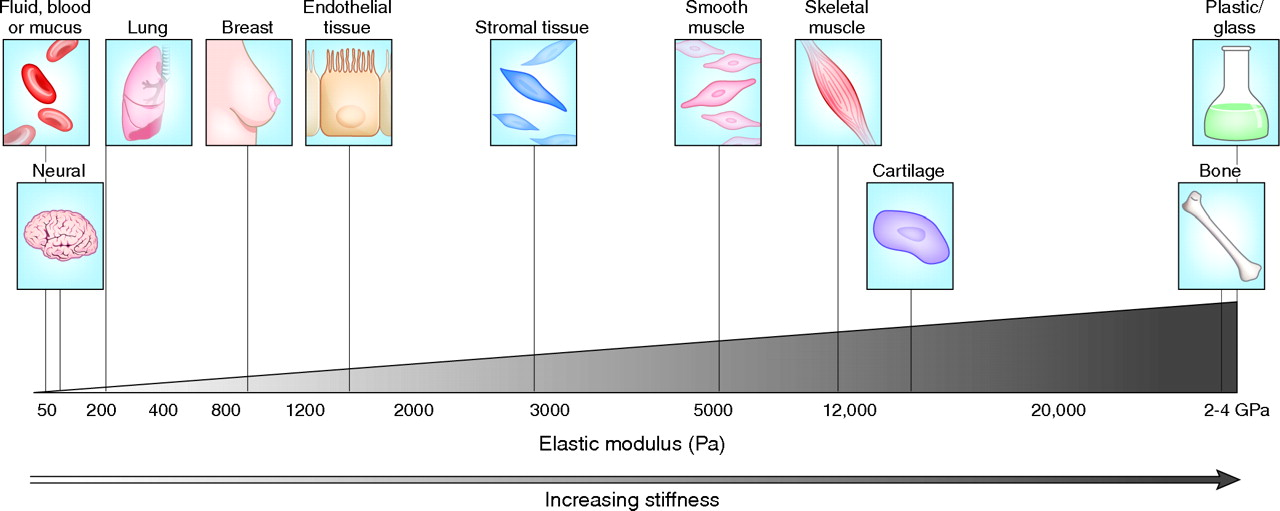 Fluid, blood
or mucus
Lung
Breast
Endothelial
tissue
Stromal tissue
Smooth
muscle
Skeletal
muscle
Plastic/
glass
Neural
Cartilage
Bone
50 200 400 800 1200 2000 3000 5000 12,000 20,000 2-4 GPa
Elastic modulus (Pa)
Increasing stiffness